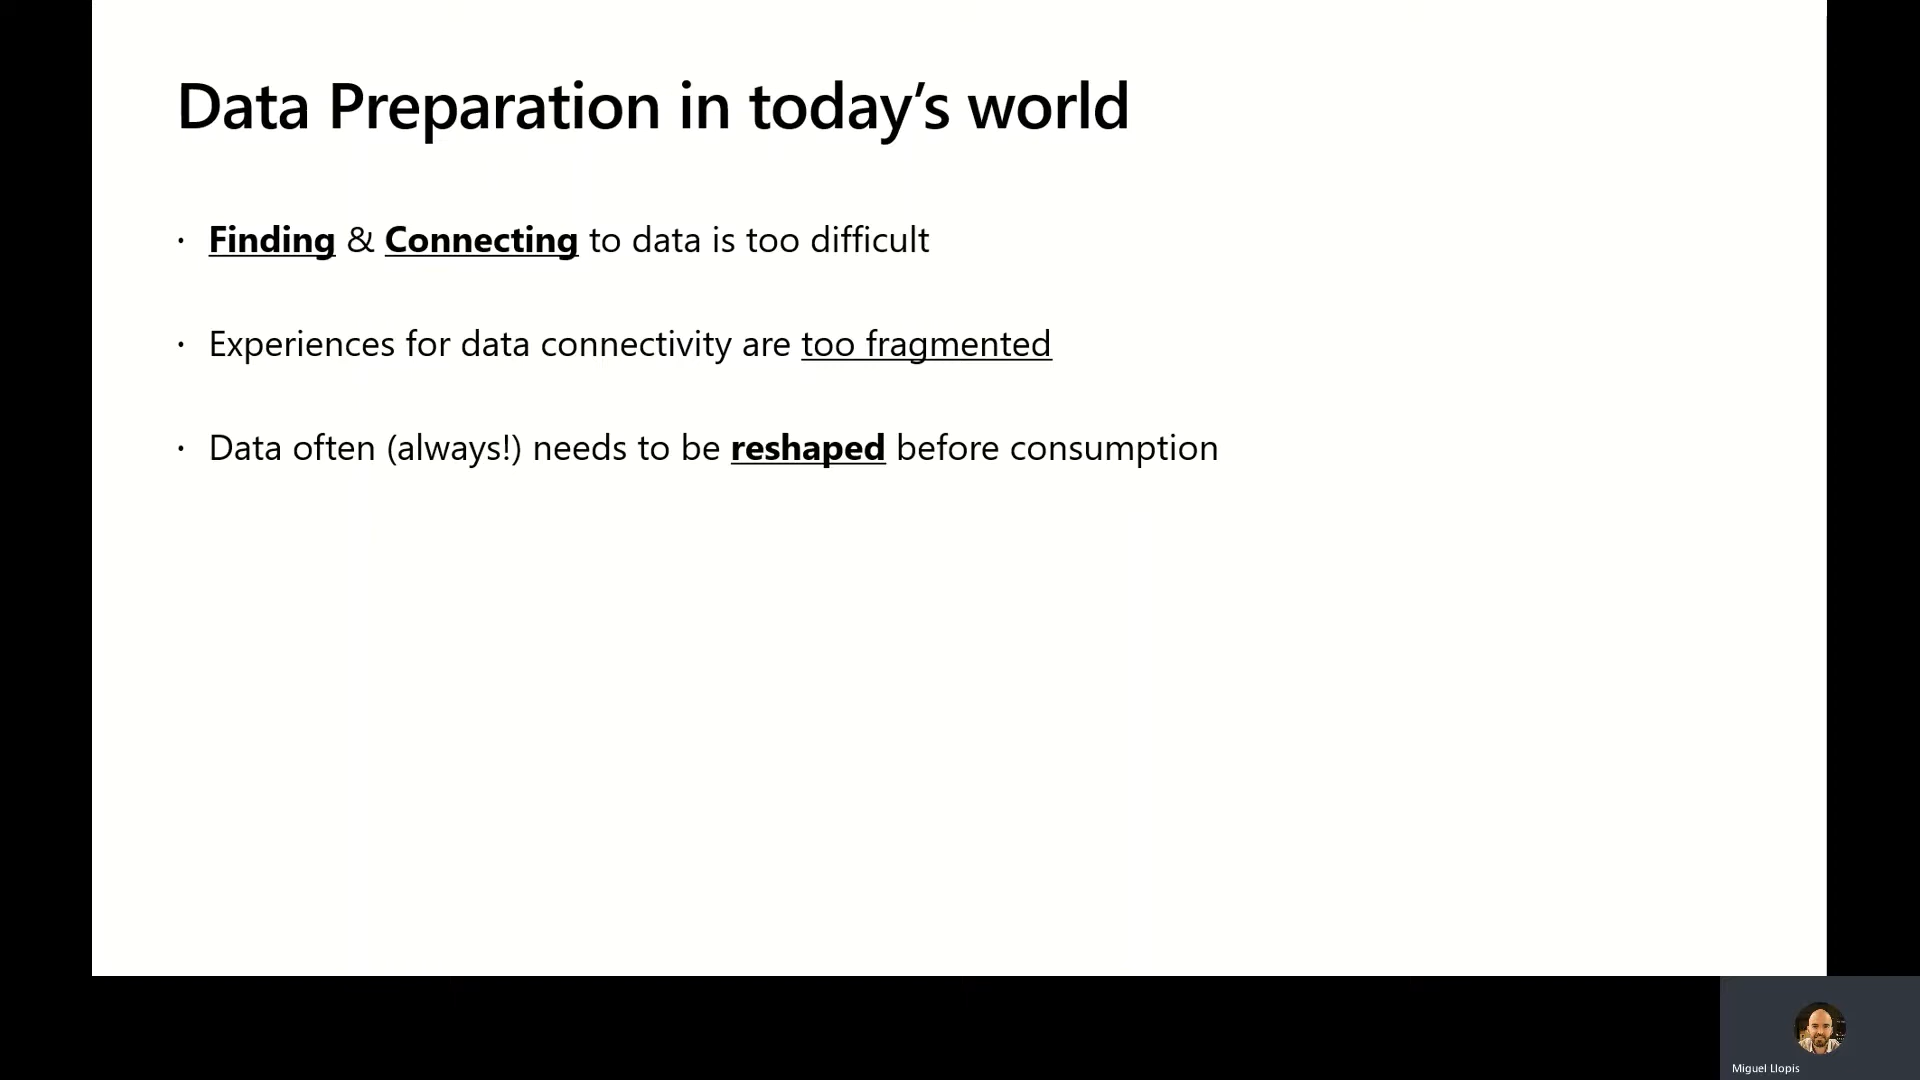 Data Preparation in today’s world
· Finding & Connecting to data is too difficult
· Experiences for data connectivity are too fragmented
· Data often (always!) needs to be reshaped before consumption
Miguel Llopis